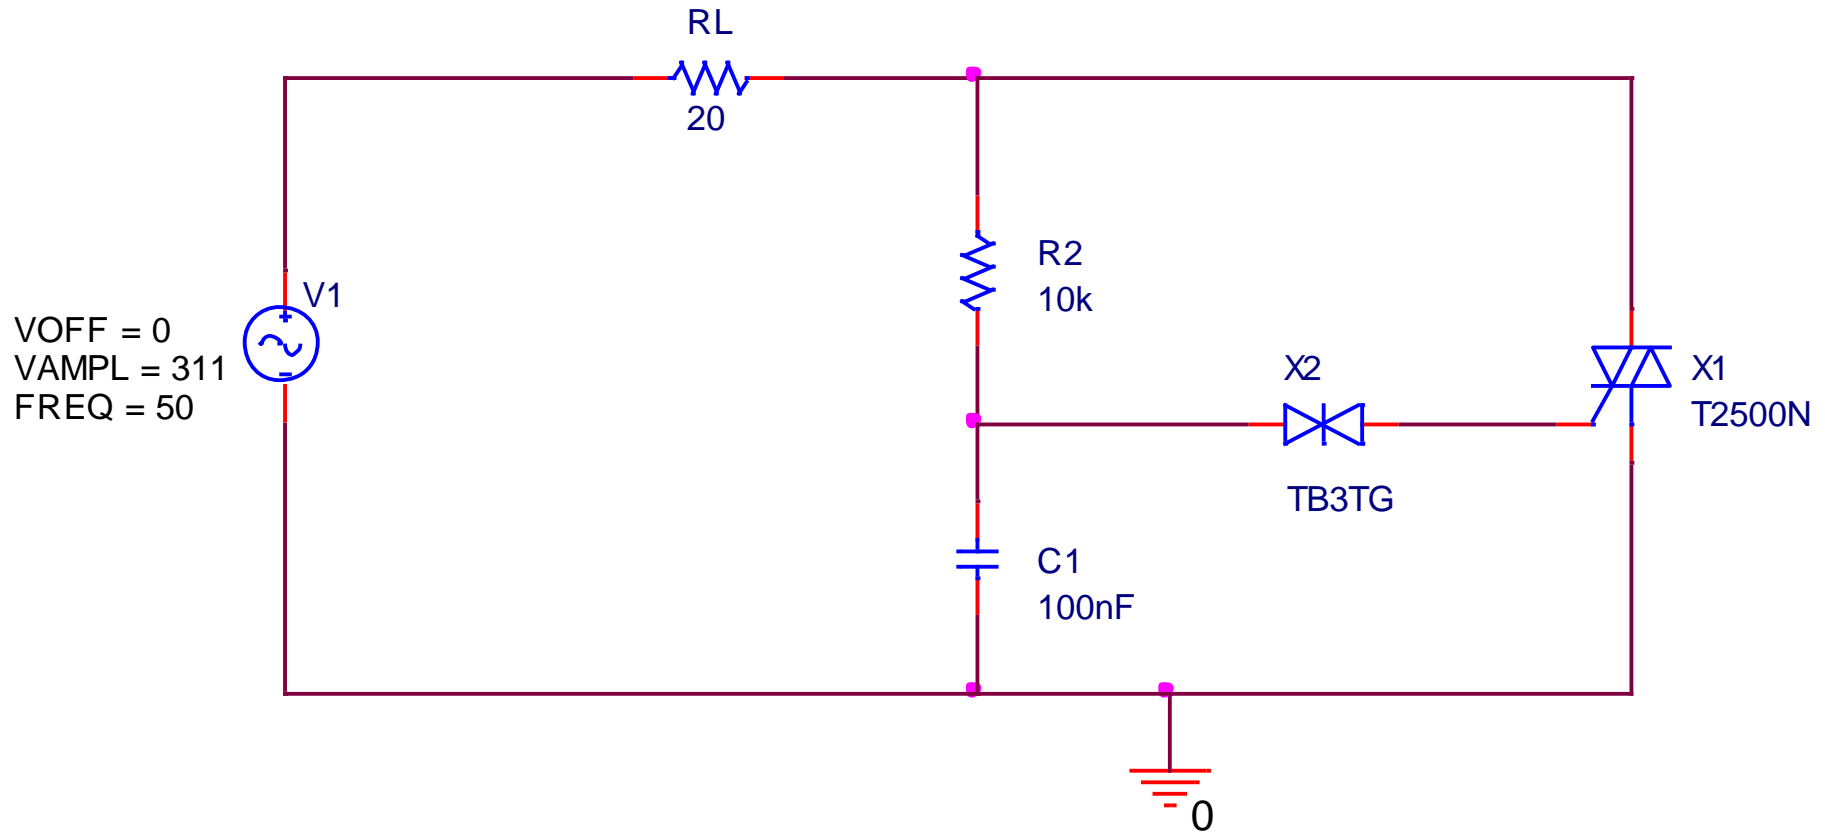 RL
20
R2
10k
V1
VOFF = 0
VAMPL = 311
FREQ = 50
X2
TB3TG
X1
T2500N
C1
100nF
0